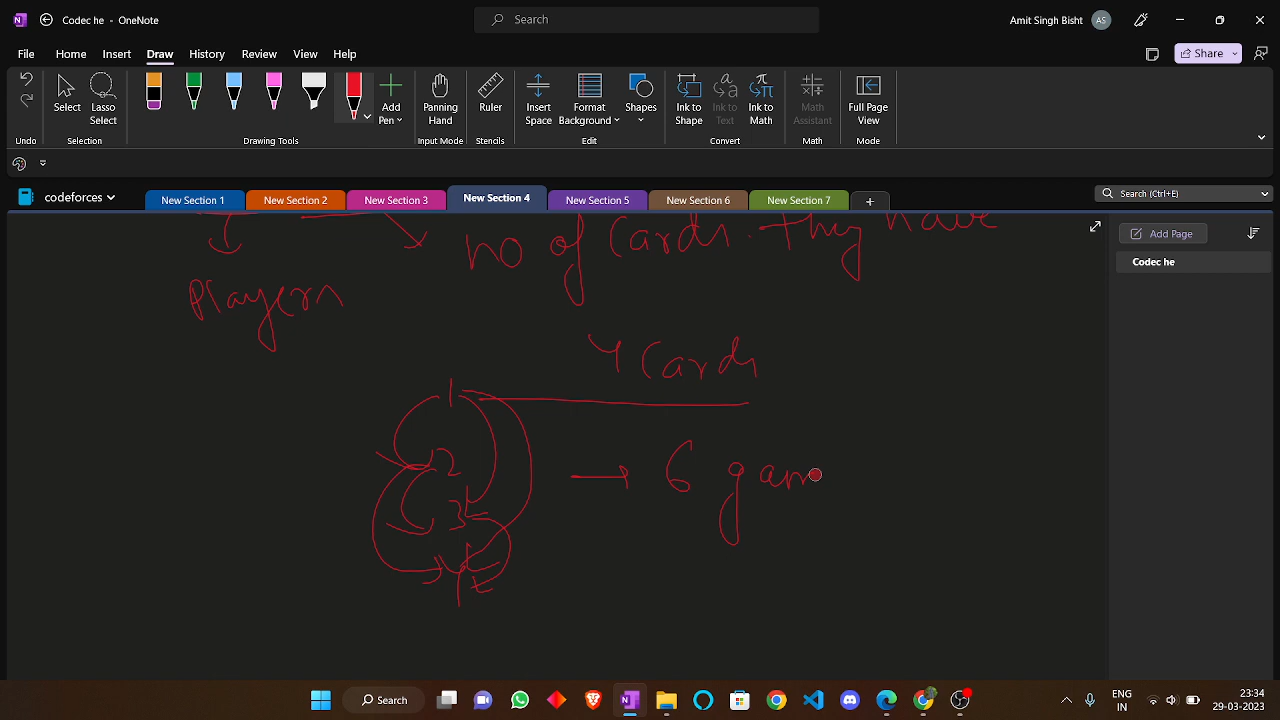 Codec he - OneNote
Search
Amit Singh Bisht
AS
File Home Insert Draw History Review View Help
Share
Undo
Select
Lasso Select
Add Pen
Panning Hand
Ruler
Insert Space
Format Background
Shapes
Ink to Shape
Ink to Text
Ink to Math
Math Assistant
Full Page View
Selection
Drawing Tools
Input Mode
Stencils
Edit
Convert
Math
Mode
codeforces
New Section 1 New Section 2 New Section 3 New Section 4 New Section 5 New Section 6 New Section 7
Search (Ctrl+E)
Add Page
Codec he
no of Cards. they have
players
4 Cards
1
2
3
4
6 gam
Search
ENG
IN
23:34
29-03-2023